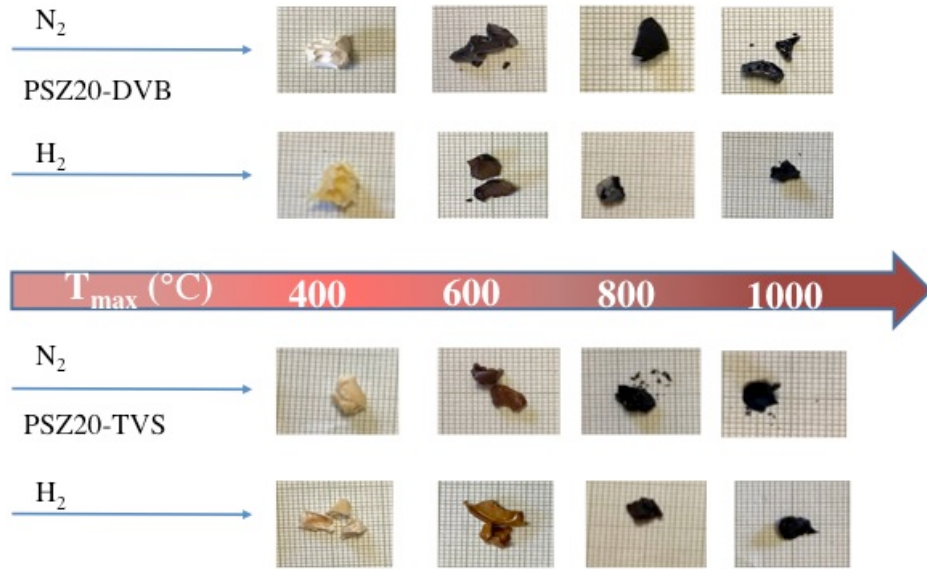 N₂
PSZ20-DVB
H₂
Tmax (°C) 400 600 800 1000
N₂
PSZ20-TVS
H₂